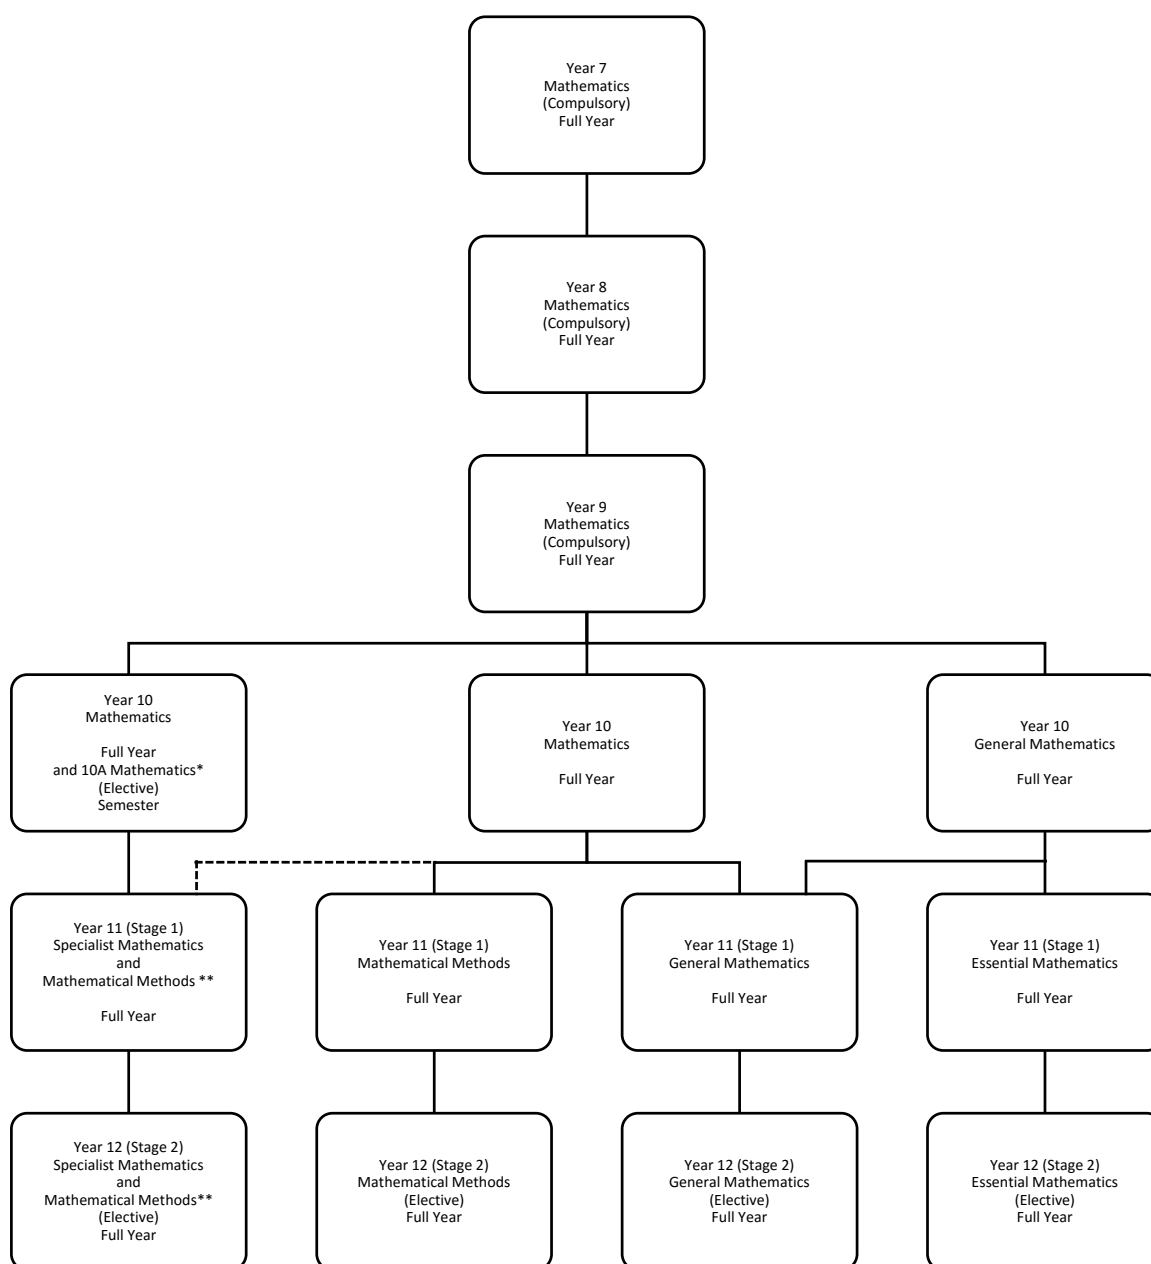 Year 7
Mathematics
(Compulsory)
Full Year
Year 8
Mathematics
(Compulsory)
Full Year
Year 9
Mathematics
(Compulsory)
Full Year
Year 10
Mathematics
Full Year
and 10A Mathematics*
(Elective)
Semester
Year 10
Mathematics
Full Year
Year 10
General Mathematics
Full Year
Year 11 (Stage 1)
Specialist Mathematics
and
Mathematical Methods **
Full Year
Year 11 (Stage 1)
Mathematical Methods
Full Year
Year 11 (Stage 1)
General Mathematics
Full Year
Year 11 (Stage 1)
Essential Mathematics
Full Year
Year 12 (Stage 2)
Specialist Mathematics
and
Mathematical Methods**
(Elective)
Full Year
Year 12 (Stage 2)
Mathematical Methods
(Elective)
Full Year
Year 12 (Stage 2)
General Mathematics
(Elective)
Full Year
Year 12 (Stage 2)
Essential Mathematics
(Elective)
Full Year